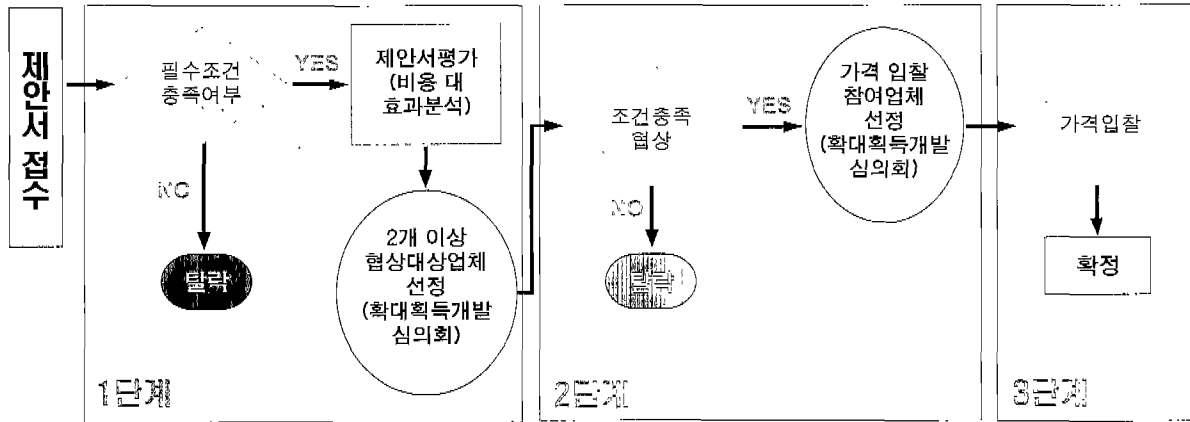 제안서 접수
필수조건
충족여부
YES
NO
탈락
제안서평가
(비용 대
효과분석)
2개 이상
협상대상업체
선정
(확대획득개발
심의회)
1단계
조건충족
협상
YES
NO
탈락
가격 입찰
참여업체
선정
(확대획득개발
심의회)
2단계
가격입찰
확정
3단계